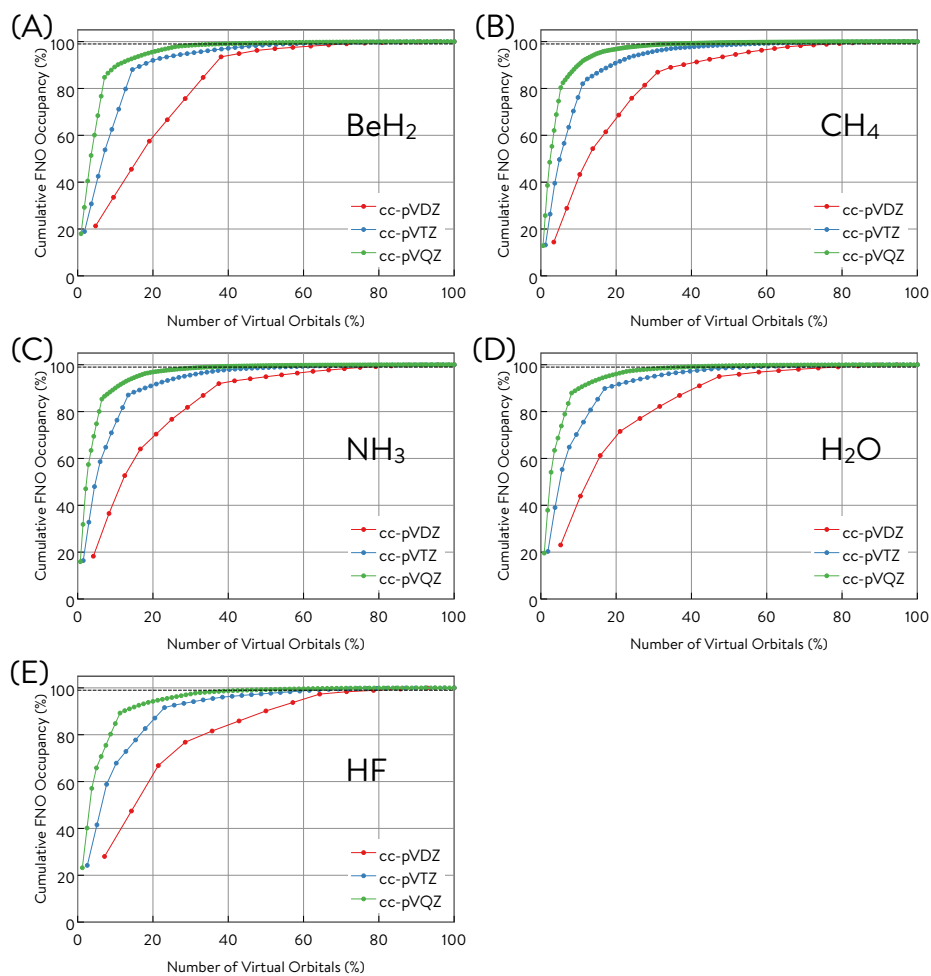 (A)
Cumulative FNO Occupancy (%)
100
80
60
40
20
0
BeH₂
cc-pVDZ
cc-pVTZ
cc-pVQZ
0 20 40 60 80 100
Number of Virtual Orbitals (%)
(B)
Cumulative FNO Occupancy (%)
100
80
60
40
20
0
CH₄
cc-pVDZ
cc-pVTZ
cc-pVQZ
0 20 40 60 80 100
Number of Virtual Orbitals (%)
(C)
Cumulative FNO Occupancy (%)
100
80
60
40
20
0
NH₃
cc-pVDZ
cc-pVTZ
cc-pVQZ
0 20 40 60 80 100
Number of Virtual Orbitals (%)
(D)
Cumulative FNO Occupancy (%)
100
80
60
40
20
0
H₂O
cc-pVDZ
cc-pVTZ
cc-pVQZ
0 20 40 60 80 100
Number of Virtual Orbitals (%)
(E)
Cumulative FNO Occupancy (%)
100
80
60
40
20
0
HF
cc-pVDZ
cc-pVTZ
cc-pVQZ
0 20 40 60 80 100
Number of Virtual Orbitals (%)